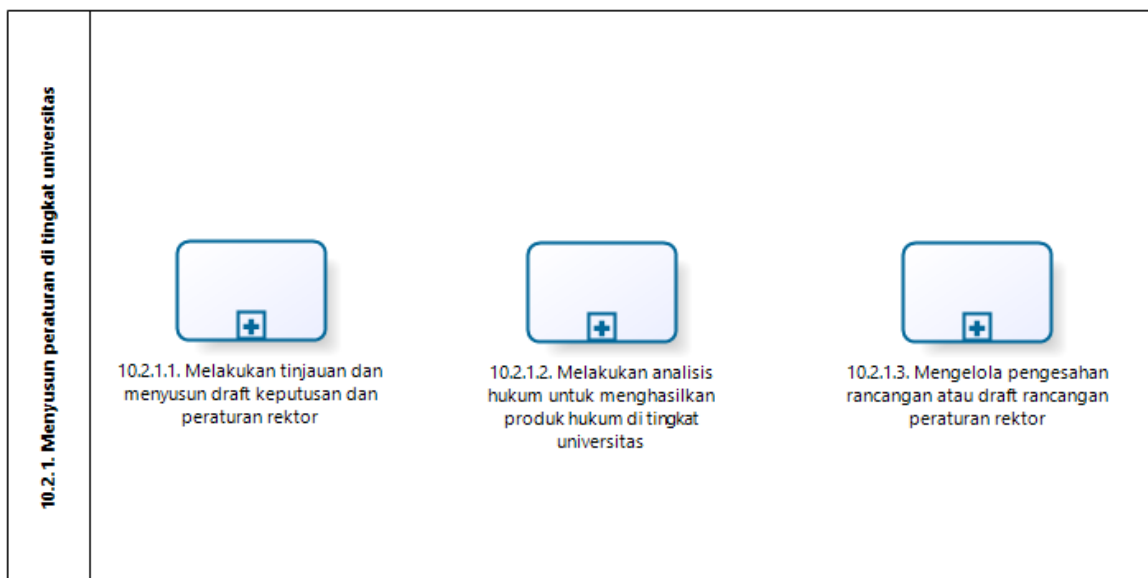 10.2.1. Menyusun peraturan di tingkat universitas
10.2.1.1. Melakukan tinjauan dan
menyusun draft keputusan dan
peraturan rektor
10.2.1.2. Melakukan analisis
hukum untuk menghasilkan
produk hukum di tingkat
universitas
10.2.1.3. Mengelola pengesahan
rancangan atau draft rancangan
peraturan rektor